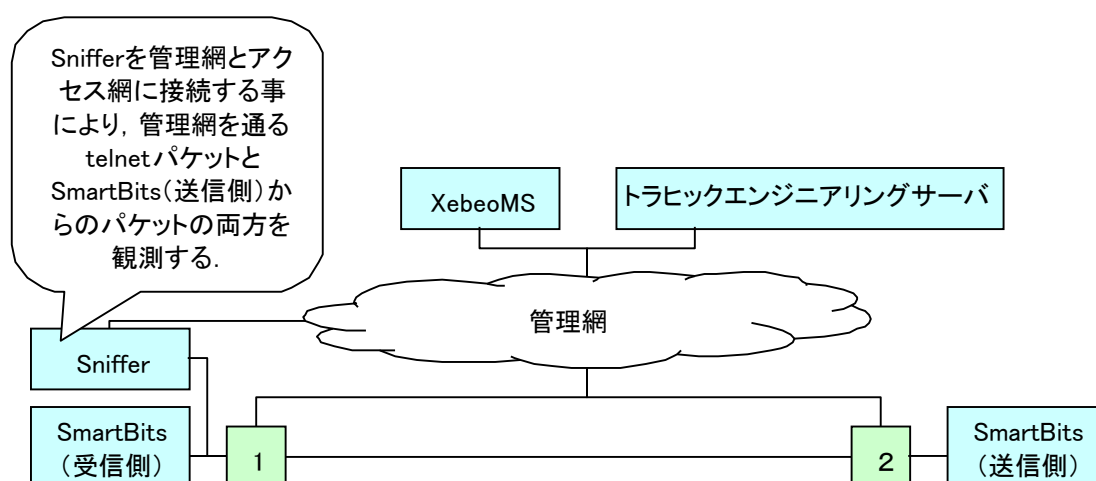 Snifferを管理網とアク
セス網に接続する事
により，管理網を通る
telnetパケットと
SmartBits（送信側）か
らのパケットの両方を
観測する．
XebeoMS
トラヒックエンジニアリングサーバ
管理網
Sniffer
SmartBits
（受信側）
1
2
SmartBits
（送信側）